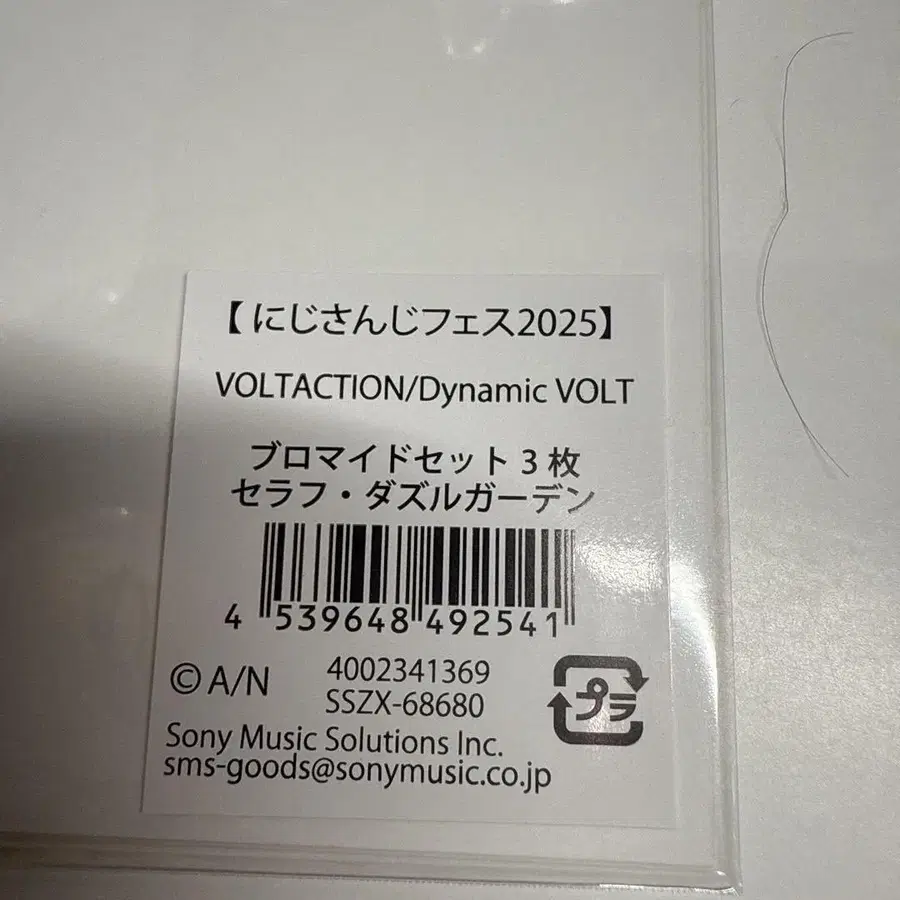 【にじさんじフェス2025】
VOLTACTION/Dynamic VOLT
ブロマイドセット3枚
セラフ・ダズルガーデン
4 539648 492541
© A/N
4002341369
SSZX-68680
プラ
Sony Music Solutions Inc.
sms-goods@sonymusic.co.jp